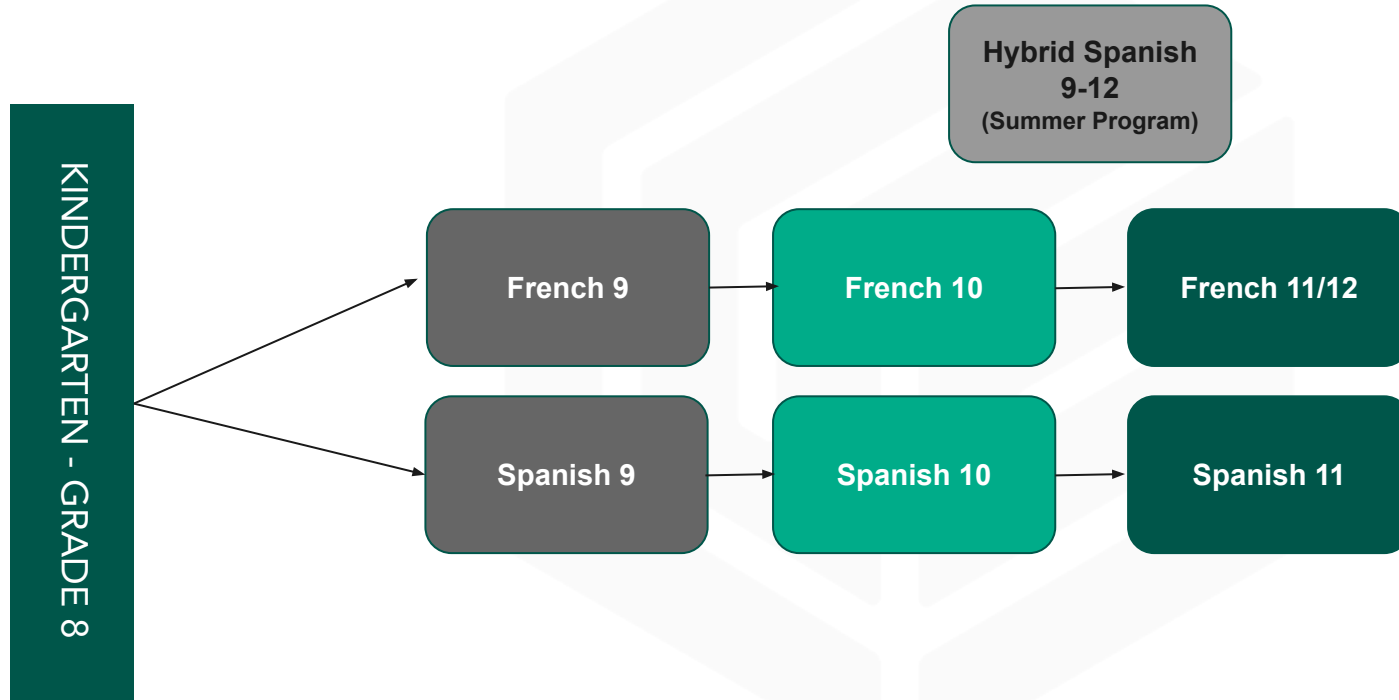 Hybrid Spanish
9-12
(Summer Program)
KINDERGARTEN - GRADE 8
French 9
French 10
French 11/12
Spanish 9
Spanish 10
Spanish 11